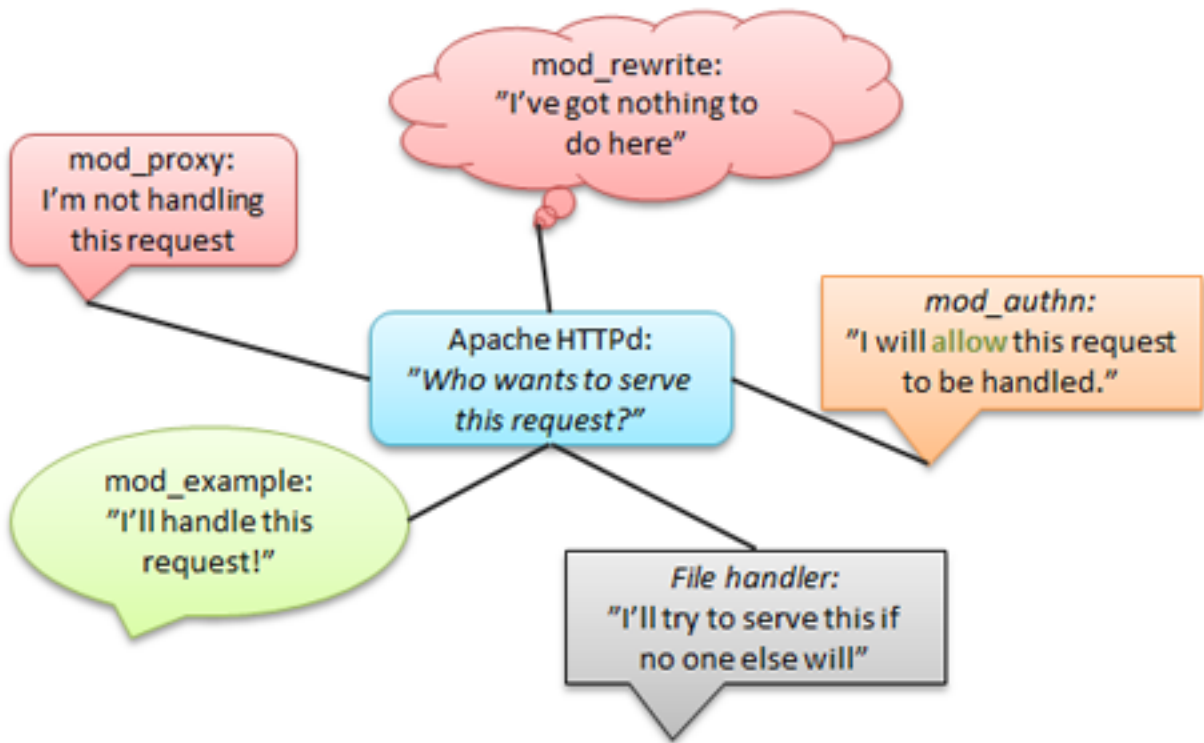 mod_rewrite:
”I’ve got nothing to
do here”
mod_proxy:
I’m not handling
this request
mod_authn:
”I will allow this request
to be handled.”
Apache HTTPd:
”Who wants to serve
this request?”
mod_example:
”I’ll handle this
request!”
File handler:
”I’ll try to serve this if
no one else will”